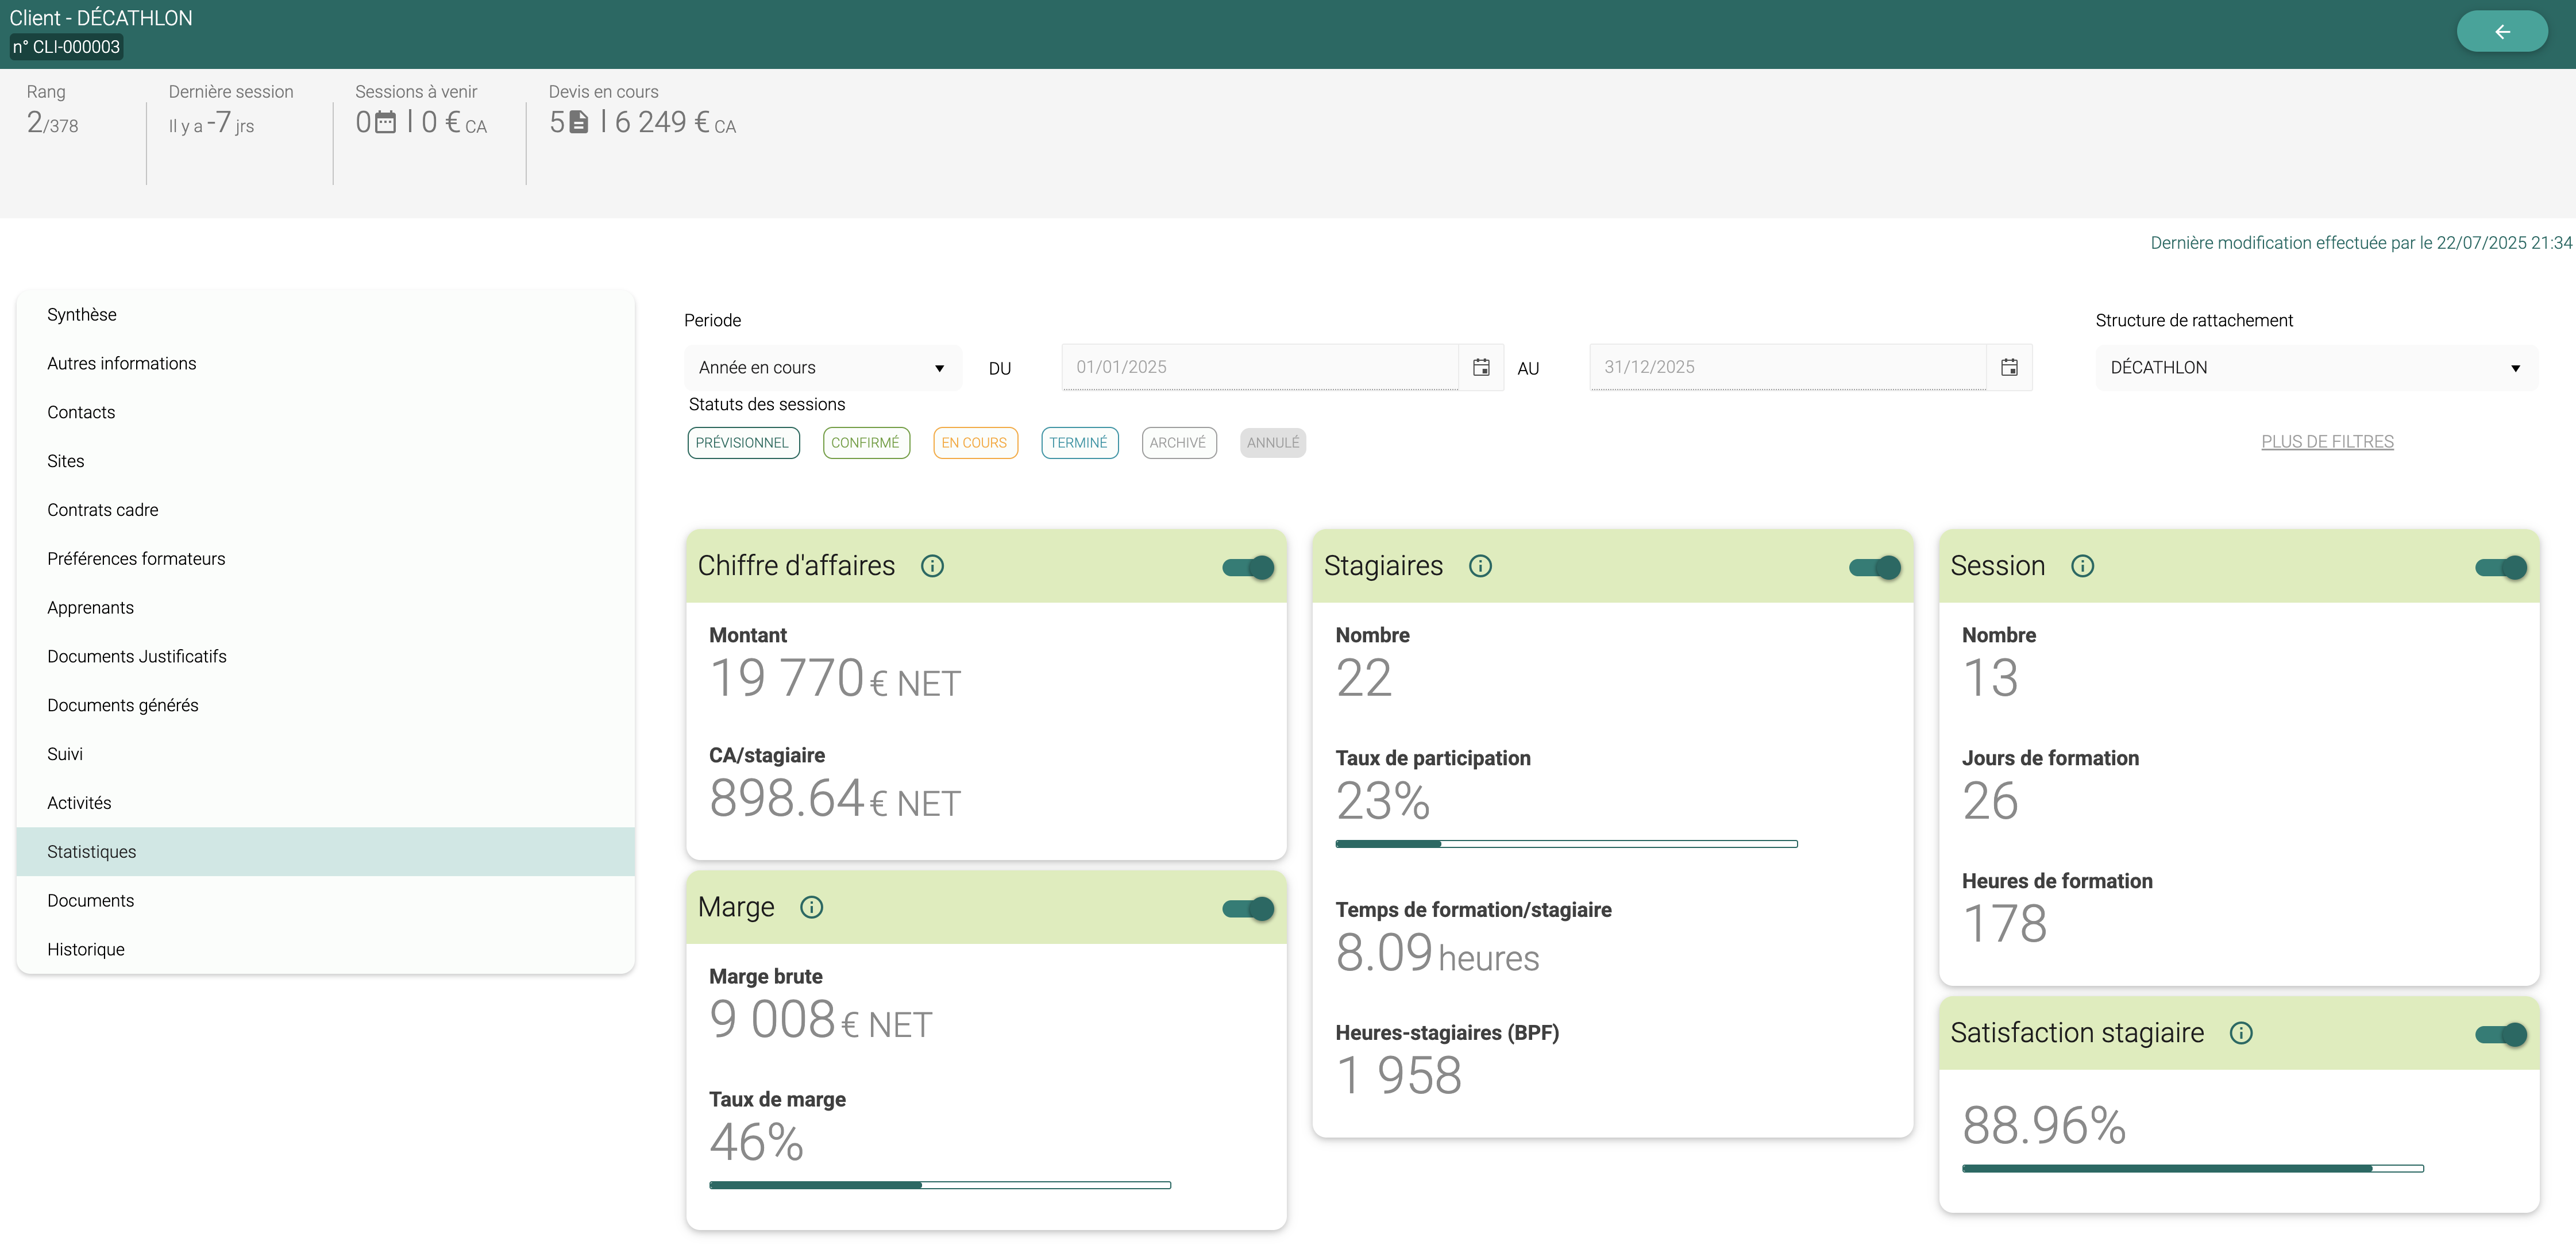 Client - DÉCATHLON
n° CLI-000003
Rang
2/378
Dernière session
Il y a -7 jrs
Sessions à venir
0 | 0 € CA
Devis en cours
5 | 6 249 € CA
Dernière modification effectuée par le 22/07/2025 21:34
Synthèse
Autres informations
Contacts
Sites
Contrats cadre
Préférences formateurs
Apprenants
Documents Justificatifs
Documents générés
Suivi
Activités
Statistiques
Documents
Historique
Periode
Année en cours
DU
01/01/2025
AU
31/12/2025
Structure de rattachement
DÉCATHLON
Statuts des sessions
PRÉVISIONNEL
CONFIRMÉ
EN COURS
TERMINÉ
ARCHIVÉ
ANNULÉ
PLUS DE FILTRES
Chiffre d'affaires
Montant
19 770 € NET
CA/stagiaire
898.64 € NET
Marge
Marge brute
9 008 € NET
Taux de marge
46%
Stagiaires
Nombre
22
Taux de participation
23%
Temps de formation/stagiaire
8.09 heures
Heures-stagiaires (BPF)
1 958
Session
Nombre
13
Jours de formation
26
Heures de formation
178
Satisfaction stagiaire
88.96%